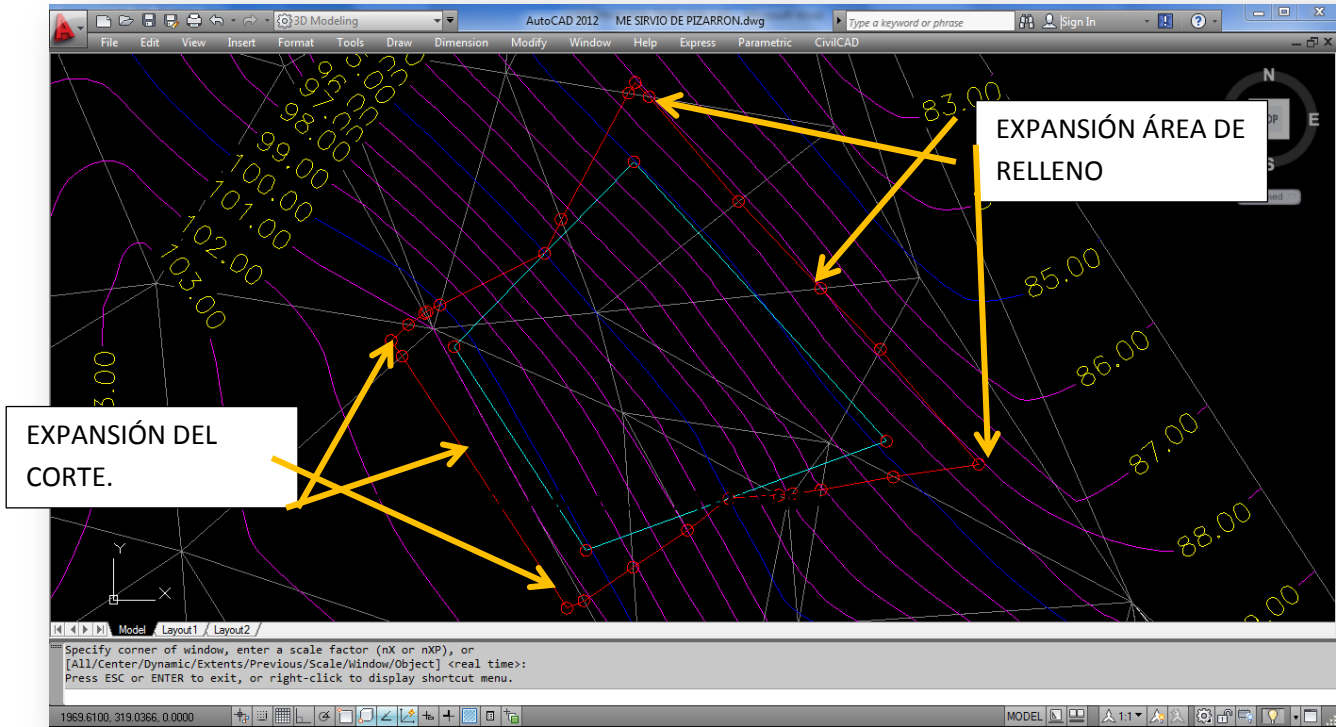 3D Modeling
AutoCAD 2012 ME SIRVIO DE PIZARRON.dwg
Type a keyword or phrase
Sign In
File Edit View Insert Format Tools Draw Dimension Modify Window Help Express Parametric CivilCAD
98.00
99.00
100.00
101.00
102.00
103.00
83.00
N
E
S
EXPANSIÓN ÁREA DE
RELLENO
85.00
86.00
87.00
88.00
EXPANSIÓN DEL
CORTE.
Y
X
Model Layout1 Layout2
Specify corner of window, enter a scale factor (nX or nXP), or
[All/Center/Dynamic/Extents/Previous/Scale/Window/Object] <real time>:
Press ESC or ENTER to exit, or right-click to display shortcut menu.
1969.6100, 319.0366, 0.0000
MODEL
1:1